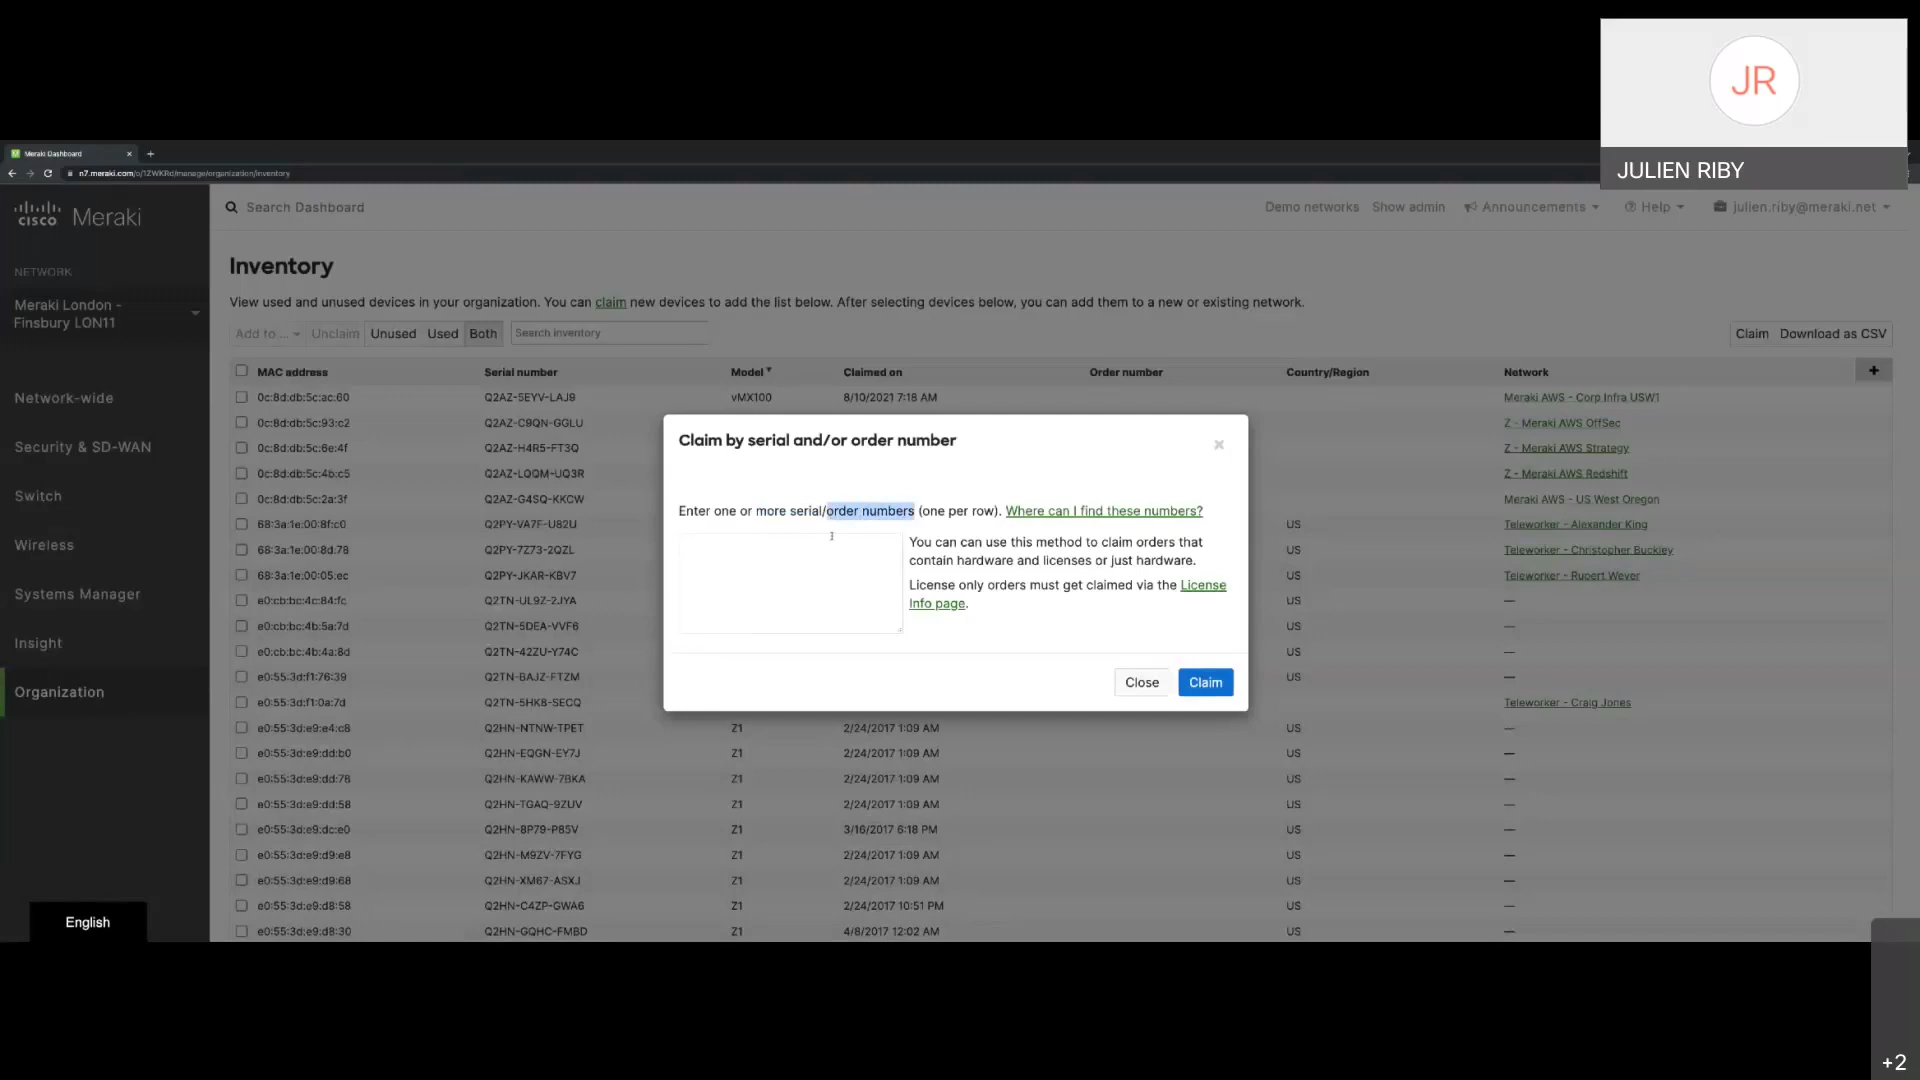 JR
JULIEN RIBY
Meraki Dashboard
n7.meraki.com/o/1ZWKRd/manage/organization/inventory
cisco Meraki
Search Dashboard
Demo networks Show admin Announcements Help julien.riby@meraki.net
NETWORK
Meraki London -
Finsbury LON11
Network-wide
Security & SD-WAN
Switch
Wireless
Systems Manager
Insight
Organization
English
Inventory
View used and unused devices in your organization. You can claim new devices to add the list below. After selecting devices below, you can add them to a new or existing network.
Add to ... Unclaim Unused Used Both Search inventory Claim Download as CSV
MAC address Serial number Model Claimed on Order number Country/Region Network +
0c:8d:db:5c:ac:60 Q2AZ-5EYV-LAJ9 vMX100 8/10/2021 7:18 AM Meraki AWS - Corp Infra USW1
0c:8d:db:5c:93:c2 Q2AZ-C9QN-GGLU Z - Meraki AWS OffSec
0c:8d:db:5c:6e:4f Q2AZ-H4R5-FT3Q Z - Meraki AWS Strategy
0c:8d:db:5c:4b:c5 Q2AZ-LQQM-UQ3R Z - Meraki AWS Redshift
0c:8d:db:5c:2a:3f Q2AZ-G4SQ-KKCW Meraki AWS - US West Oregon
68:3a:1e:00:8f:c0 Q2PY-VA7F-U82U US Teleworker - Alexander King
68:3a:1e:00:8d:78 Q2PY-7Z73-2QZL US Teleworker - Christopher Buckley
68:3a:1e:00:05:ec Q2PY-JKAR-KBV7 US Teleworker - Rupert Wever
e0:cb:bc:4c:84:fc Q2TN-UL9Z-2JYA US —
e0:cb:bc:4b:5a:7d Q2TN-5DEA-VVF6 US —
e0:cb:bc:4b:4a:8d Q2TN-42ZU-Y74C US —
e0:55:3d:f1:76:39 Q2TN-BAJZ-FTZM US —
e0:55:3d:f1:0a:7d Q2TN-5HK8-SECQ Teleworker - Craig Jones
e0:55:3d:e9:e4:c8 Q2HN-NTNW-TPET Z1 2/24/2017 1:09 AM US —
e0:55:3d:e9:dd:b0 Q2HN-EQGN-EY7J Z1 2/24/2017 1:09 AM US —
e0:55:3d:e9:dd:78 Q2HN-KAWW-7BKA Z1 2/24/2017 1:09 AM US —
e0:55:3d:e9:dd:58 Q2HN-TGAQ-9ZUV Z1 2/24/2017 1:09 AM US —
e0:55:3d:e9:dc:e0 Q2HN-8P79-P85V Z1 3/16/2017 6:18 PM US —
e0:55:3d:e9:d9:e8 Q2HN-M9ZV-7FYG Z1 2/24/2017 1:09 AM US —
e0:55:3d:e9:d9:68 Q2HN-XM67-ASXJ Z1 2/24/2017 1:09 AM US —
e0:55:3d:e9:d8:58 Q2HN-C4ZP-GWA6 Z1 2/24/2017 10:51 PM US —
e0:55:3d:e9:d8:30 Q2HN-GQHC-FMBD Z1 4/8/2017 12:02 AM US —
Claim by serial and/or order number
Enter one or more serial/order numbers (one per row). Where can I find these numbers?
You can can use this method to claim orders that
contain hardware and licenses or just hardware.
License only orders must get claimed via the License
Info page.
Close Claim
+2